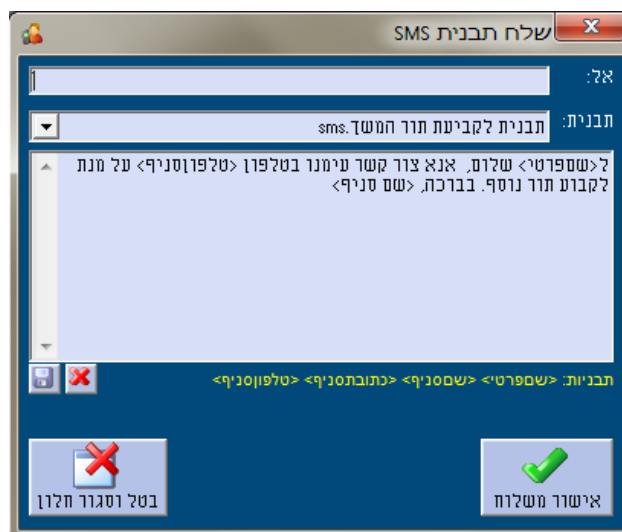 שלח תבנית SMS
אל:
תבנית: תבנית לקביעת תור המשך.sms
ל<שםפרטי> שלום, אנא צור קשר עימנו בטלפון <טלפוןסניף> על מנת
לקבוע תור נוסף. בברכה, <שם סניף>
תבניות: <שםפרטי> <שםסניף> <כתובתסניף> <טלפוןסניף>
אישור משלוח
בטל וסגור חלון